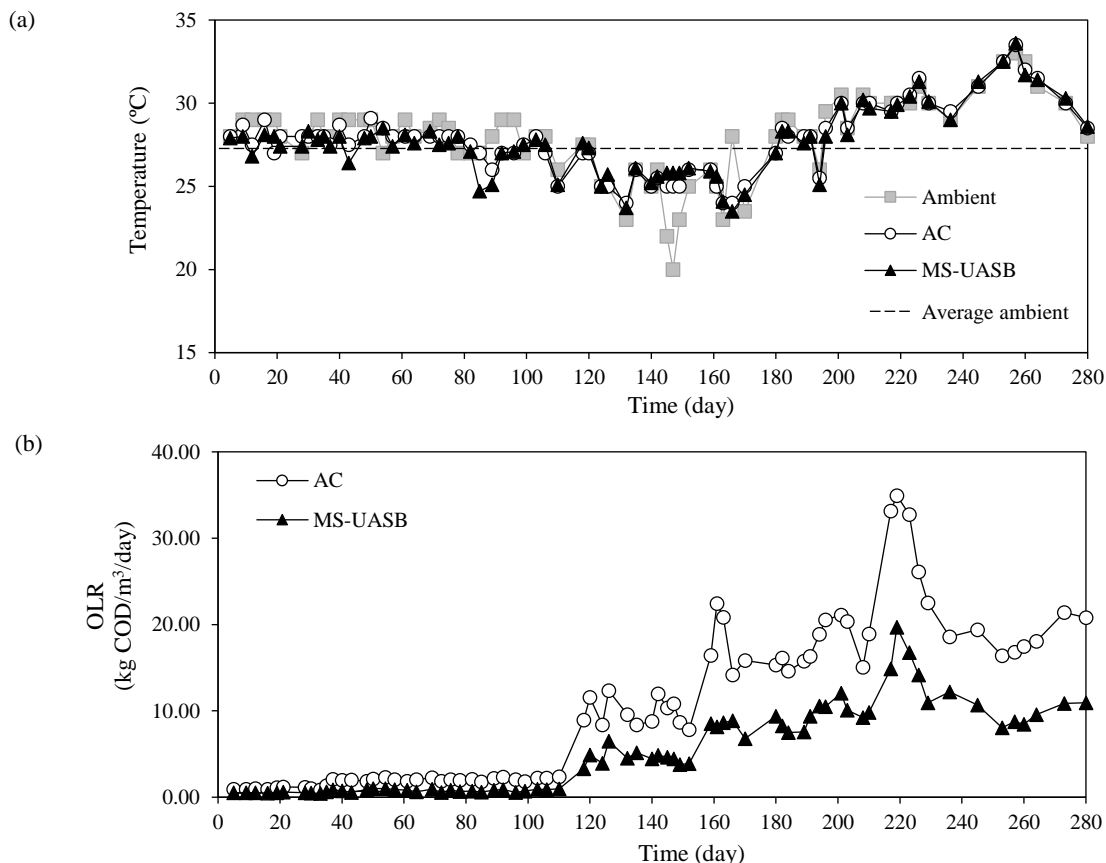 (a)
35
30
25
20
15
Temperature (ºC)
Ambient
AC
MS-UASB
Average ambient
0 20 40 60 80 100 120 140 160 180 200 220 240 260 280
Time (day)
(b)
40.00
30.00
20.00
10.00
0.00
OLR
(kg COD/m³/day)
AC
MS-UASB
0 20 40 60 80 100 120 140 160 180 200 220 240 260 280
Time (day)